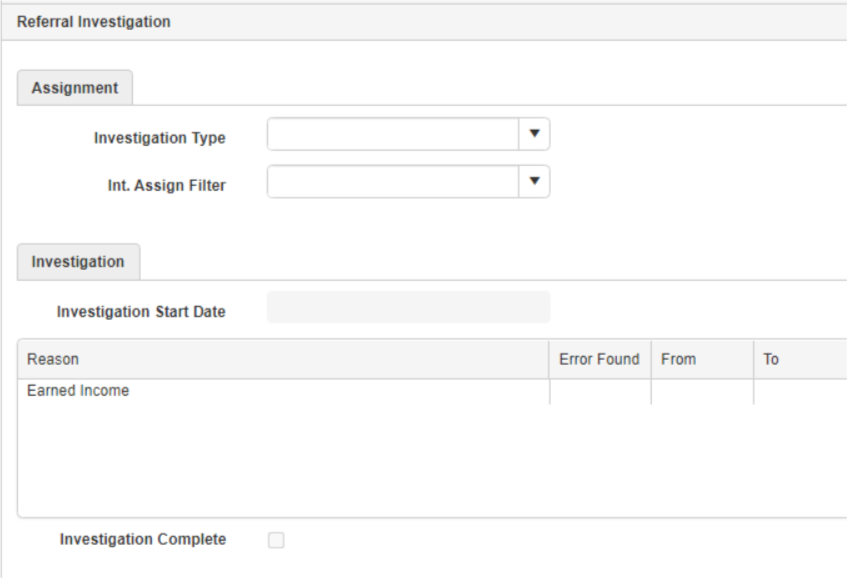 Referral Investigation
Assignment
Investigation Type
Int. Assign Filter
Investigation
Investigation Start Date
Reason Error Found From To
Earned Income
Investigation Complete